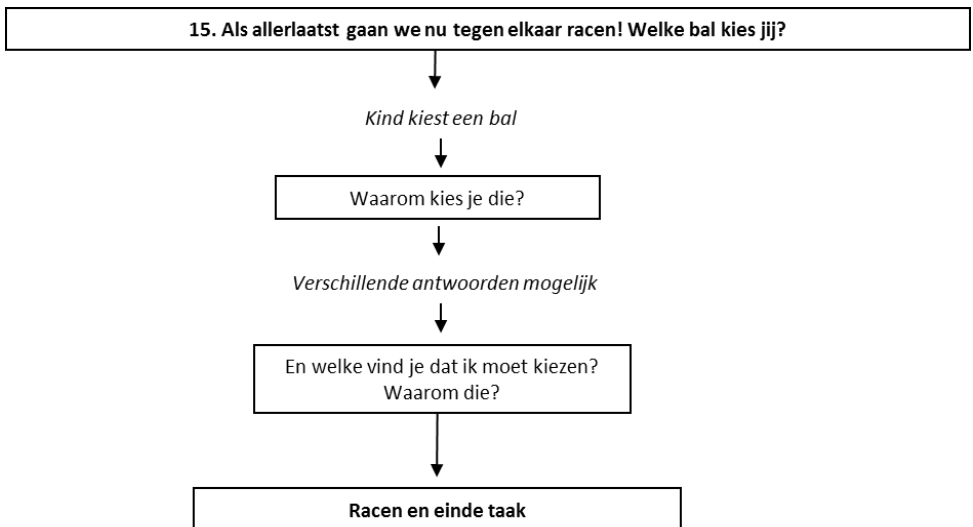 15. Als allerlaatst gaan we nu tegen elkaar racen! Welke bal kies jij?
Kind kiest een bal
Waarom kies je die?
Verschillende antwoorden mogelijk
En welke vind je dat ik moet kiezen?
Waarom die?
Racen en einde taak